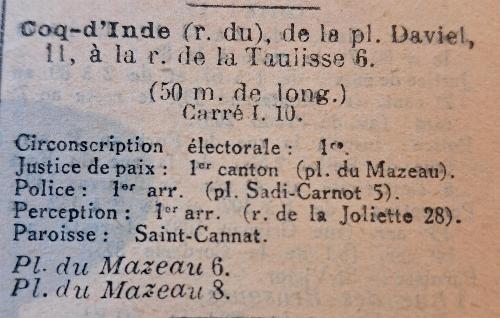 Coq-d'Inde (r. du), de la pl. Daviel,
11, à la r. de la Taulisse 6.
(50 m. de long.)
Carré I. 10.
Circonscription électorale : 1re.
Justice de paix : 1er canton (pl. du Mazeau).
Police : 1er arr. (pl. Sadi-Carnot 5).
Perception : 1er arr. (r. de la Joliette 28).
Paroisse : Saint-Cannat.
Pl. du Mazeau 6.
Pl. du Mazeau 8.